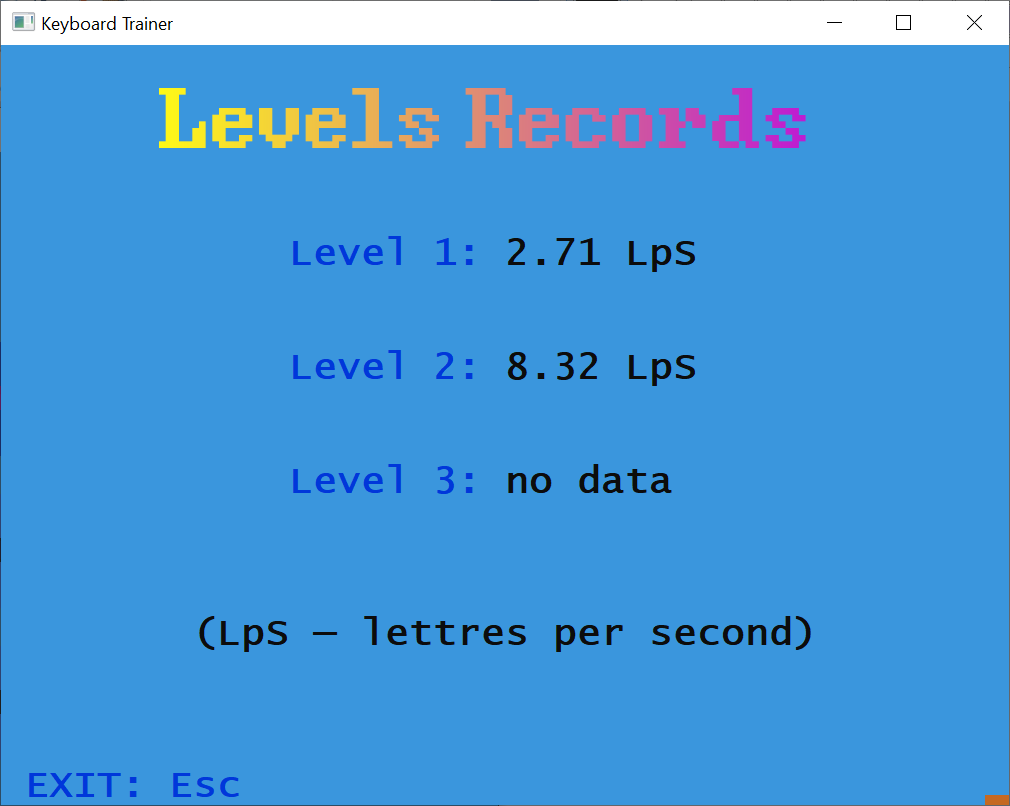 Keyboard Trainer
Levels Records
Level 1: 2.71 LpS
Level 2: 8.32 LpS
Level 3: no data
(LpS — lettres per second)
EXIT: Esc